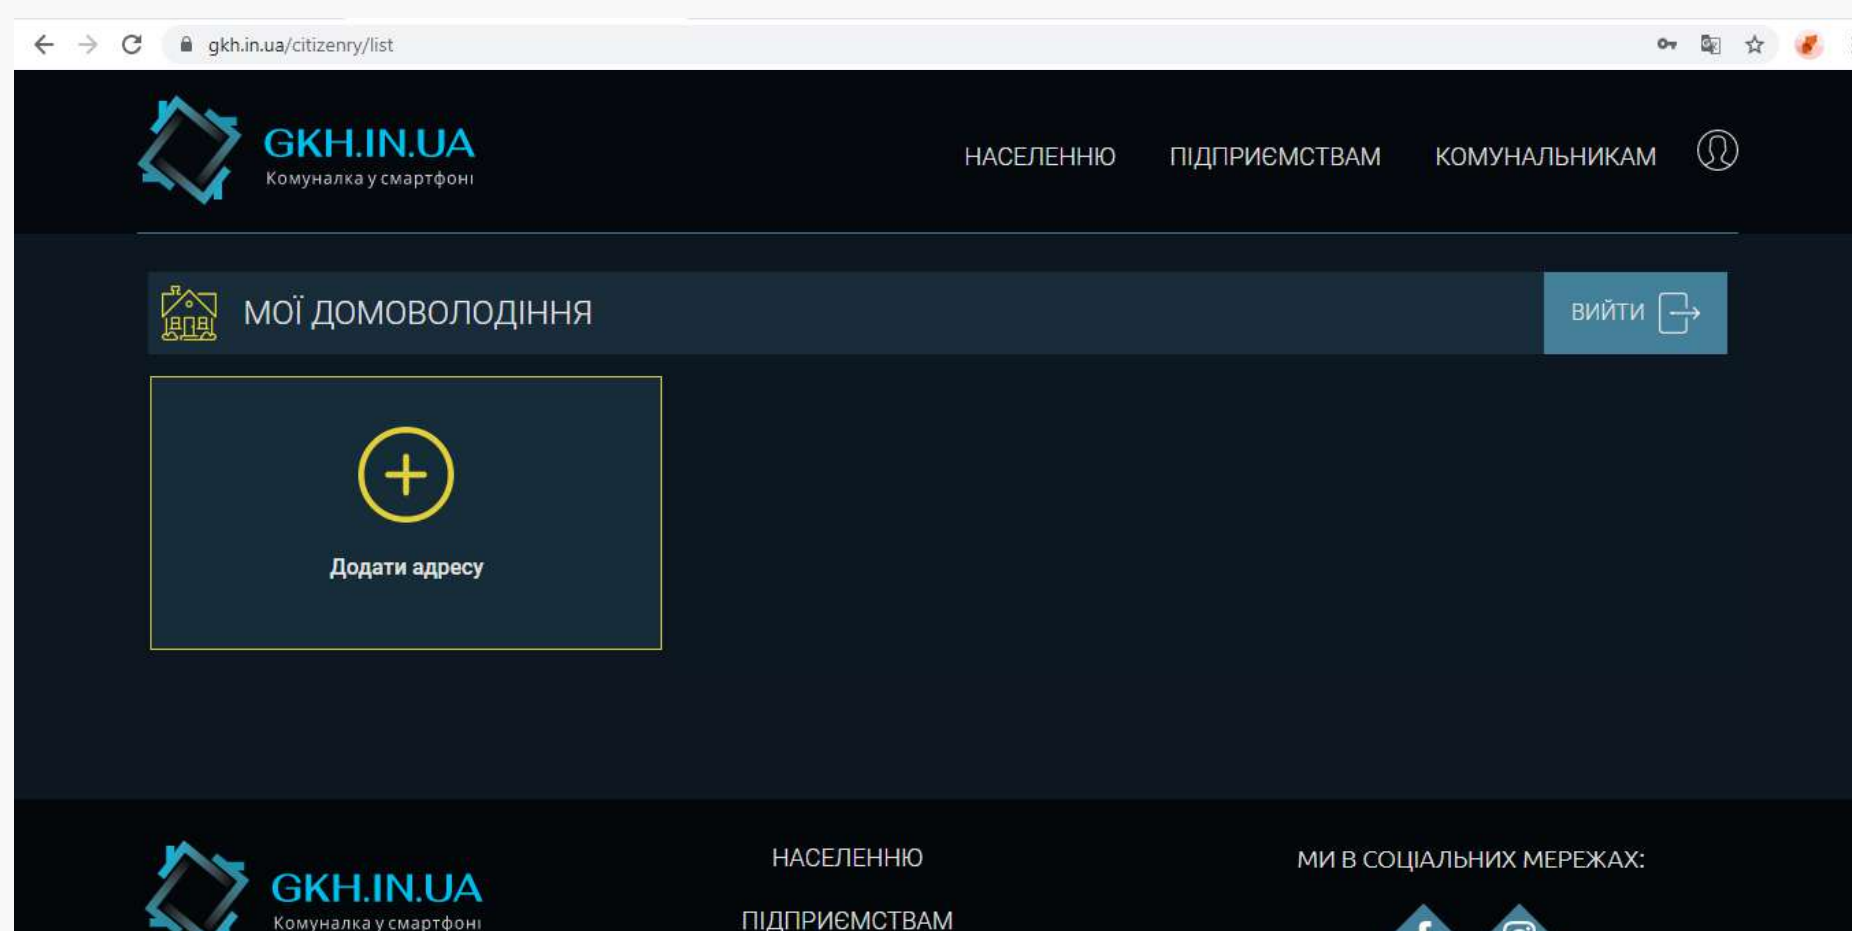 gkh.in.ua/citizenry/list
GKH.IN.UA
Комуналка у смартфоні
НАСЕЛЕННЮ ПІДПРИЄМСТВАМ КОМУНАЛЬНИКАМ
МОЇ ДОМОВОЛОДІННЯ
ВИЙТИ
Додати адресу
GKH.IN.UA
Комуналка у смартфоні
НАСЕЛЕННЮ
ПІДПРИЄМСТВАМ
МИ В СОЦІАЛЬНИХ МЕРЕЖАХ: